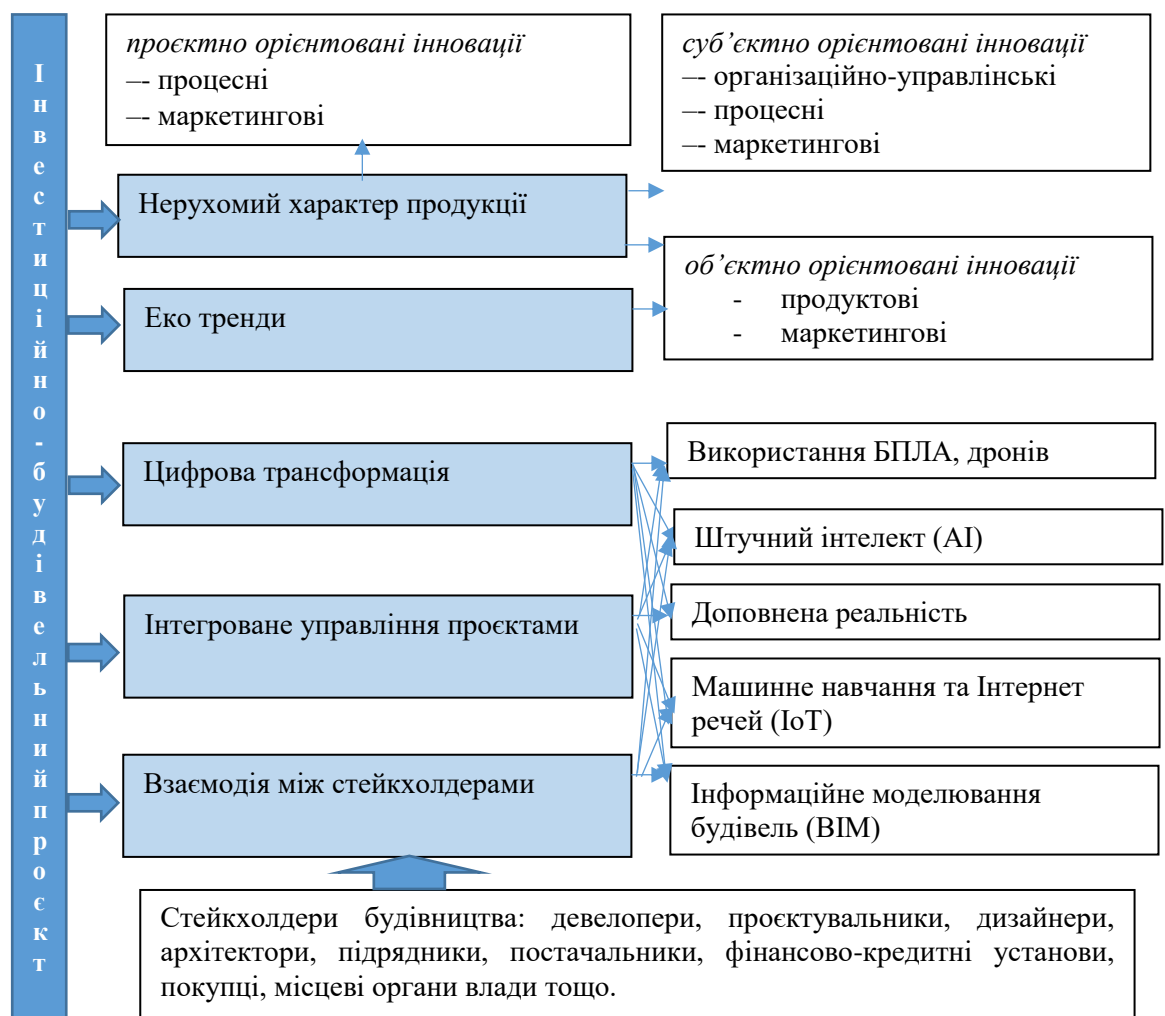 Інвестиційно-будівельний проєкт
проєктно орієнтовані інновації
–- процесні
–- маркетингові
суб’єктно орієнтовані інновації
–- організаційно-управлінські
–- процесні
–- маркетингові
Нерухомий характер продукції
об’єктно орієнтовані інновації
- продуктові
- маркетингові
Еко тренди
Цифрова трансформація
Використання БПЛА, дронів
Штучний інтелект (AI)
Інтегроване управління проєктами
Доповнена реальність
Машинне навчання та Інтернет
речей (IoT)
Взаємодія між стейкхолдерами
Інформаційне моделювання
будівель (BIM)
Стейкхолдери будівництва: девелопери, проєктувальники, дизайнери,
архітектори, підрядники, постачальники, фінансово-кредитні установи,
покупці, місцеві органи влади тощо.